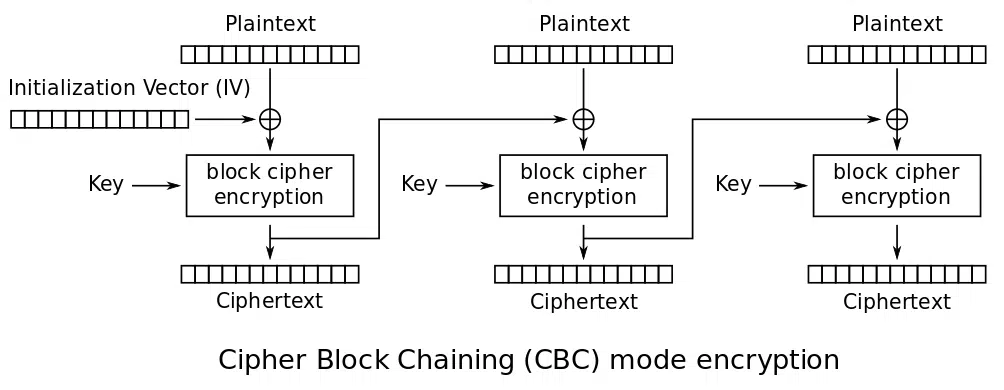 Plaintext
Plaintext
Plaintext
Initialization Vector (IV)
Key
block cipher
encryption
Key
block cipher
encryption
Key
block cipher
encryption
Ciphertext
Ciphertext
Ciphertext
Cipher Block Chaining (CBC) mode encryption